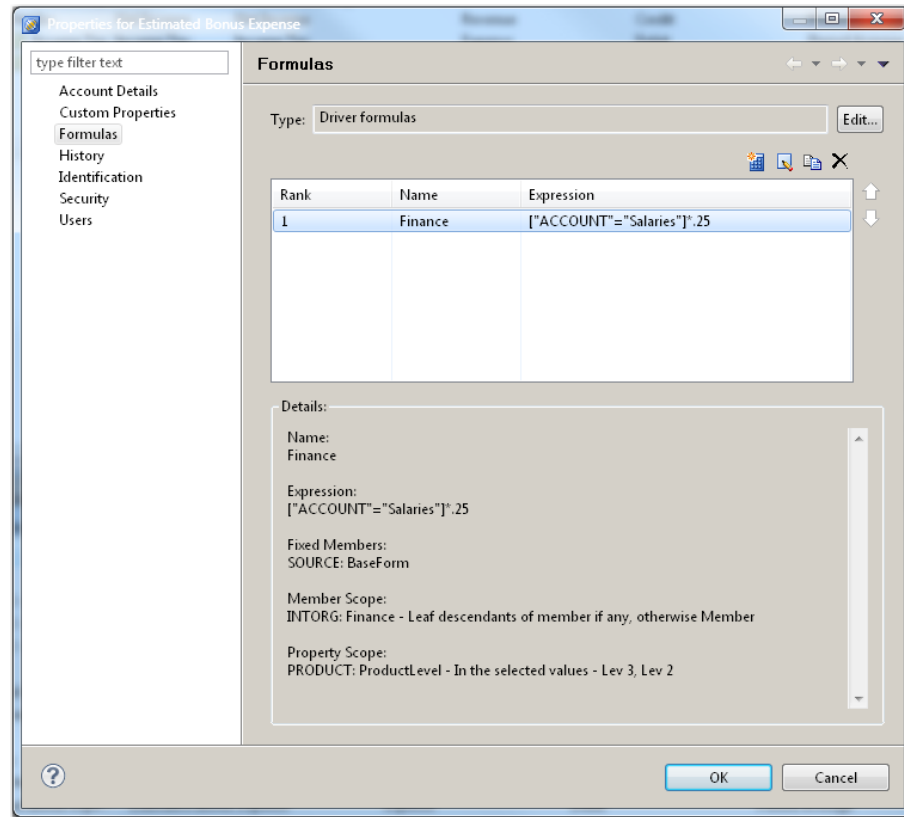 Properties for Estimated Bonus Expense
type filter text
Account Details
Custom Properties
Formulas
History
Identification
Security
Users
Formulas
Type: Driver formulas Edit...
Rank Name Expression
1 Finance ["ACCOUNT"="Salaries"]*.25
Details:
Name:
Finance
Expression:
["ACCOUNT"="Salaries"]*.25
Fixed Members:
SOURCE: BaseForm
Member Scope:
INTORG: Finance - Leaf descendants of member if any, otherwise Member
Property Scope:
PRODUCT: ProductLevel - In the selected values - Lev 3, Lev 2
OK Cancel